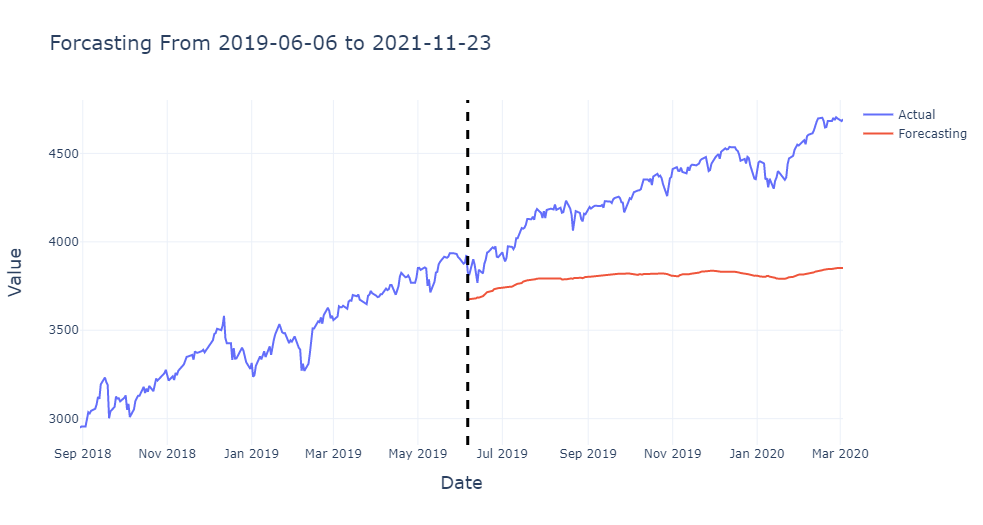 Forcasting From 2019-06-06 to 2021-11-23
Actual
Forecasting
4500
4000
3500
3000
Value
Sep 2018
Nov 2018
Jan 2019
Mar 2019
May 2019
Jul 2019
Sep 2019
Nov 2019
Jan 2020
Mar 2020
Date